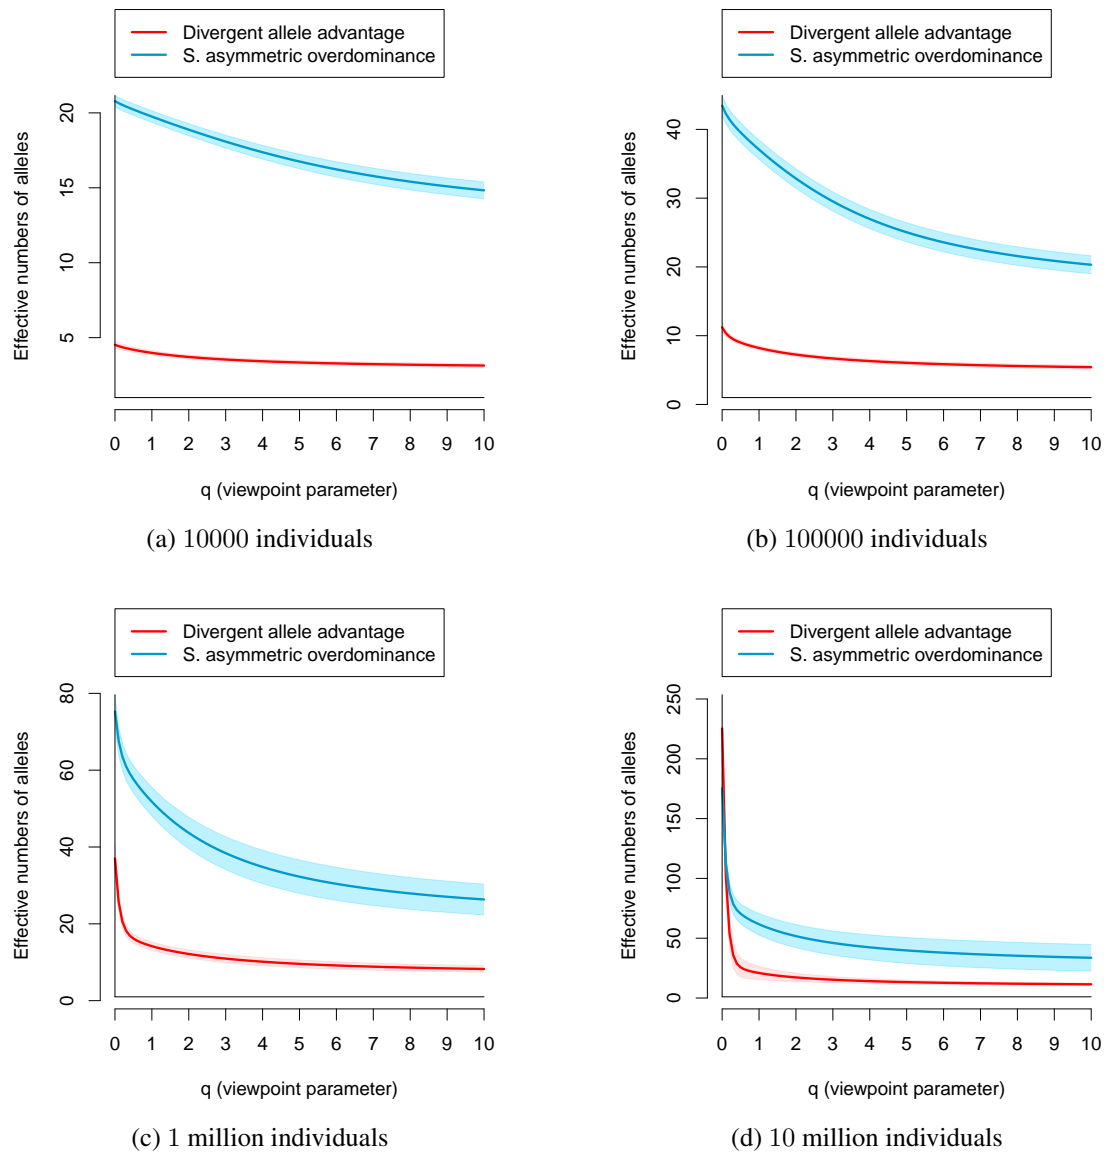 Divergent allele advantage
S. asymmetric overdominance
Effective numbers of alleles
5 10 15 20
0 1 2 3 4 5 6 7 8 9 10
q (viewpoint parameter)
(a) 10000 individuals
Divergent allele advantage
S. asymmetric overdominance
Effective numbers of alleles
0 10 20 30 40
0 1 2 3 4 5 6 7 8 9 10
q (viewpoint parameter)
(b) 100000 individuals
Divergent allele advantage
S. asymmetric overdominance
Effective numbers of alleles
0 20 40 60 80
0 1 2 3 4 5 6 7 8 9 10
q (viewpoint parameter)
(c) 1 million individuals
Divergent allele advantage
S. asymmetric overdominance
Effective numbers of alleles
0 50 100 150 200 250
0 1 2 3 4 5 6 7 8 9 10
q (viewpoint parameter)
(d) 10 million individuals